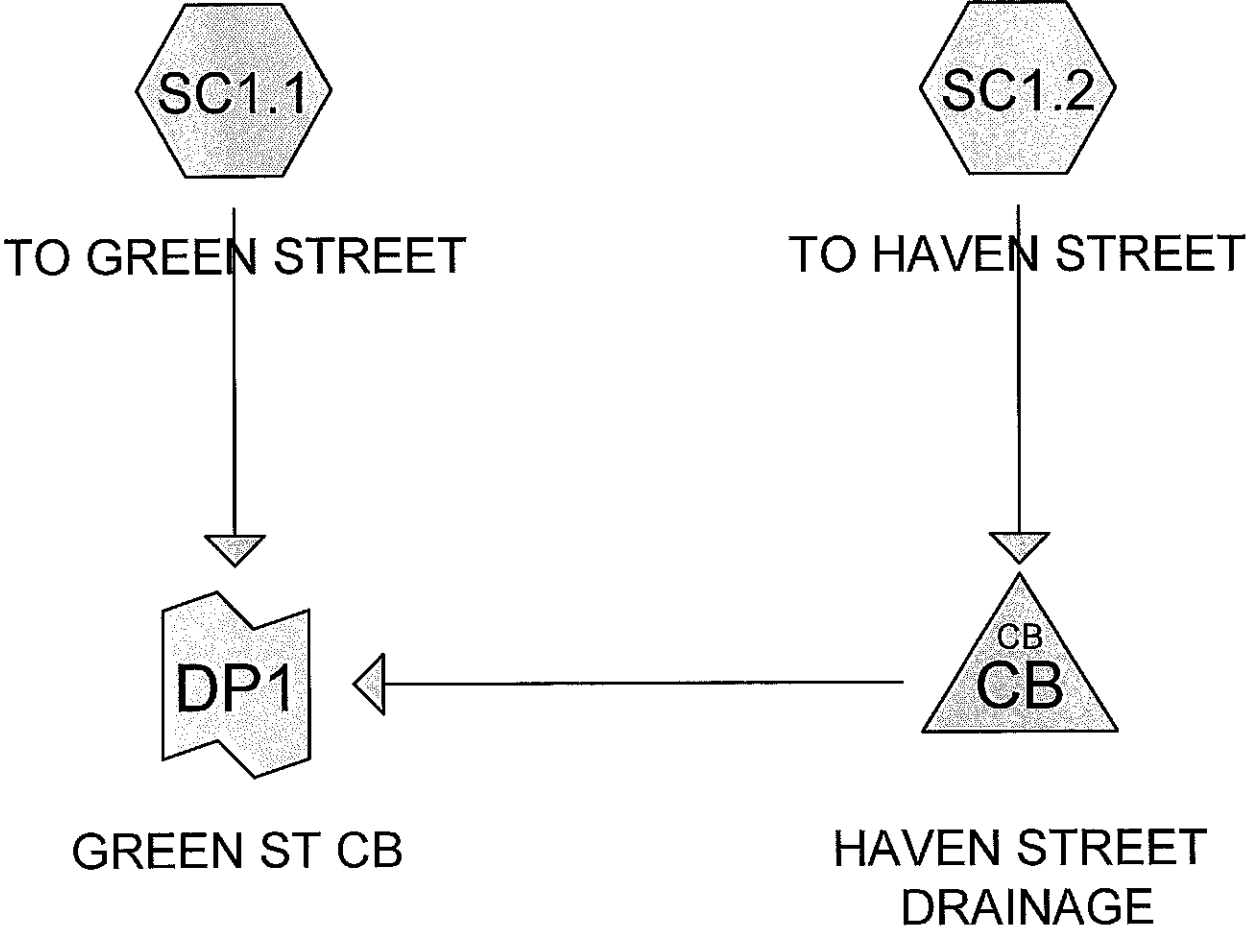 SC1.1
SC1.2
TO GREEN STREET
TO HAVEN STREET
CB
CB
DP1
GREEN ST CB
HAVEN STREET
DRAINAGE